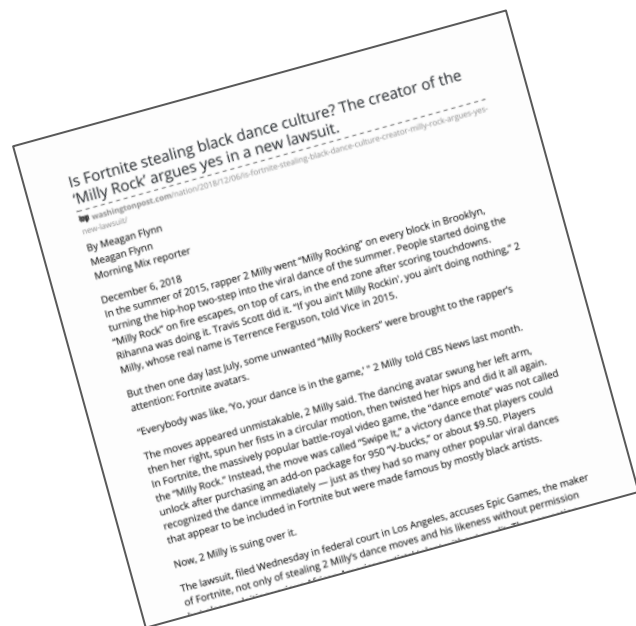 Is Fortnite stealing black dance culture? The creator of the
‘Milly Rock’ argues yes in a new lawsuit.
washingtonpost.com/nation/2018/12/06/is-fortnite-stealing-black-dance-culture-creator-milly-rock-argues-yes-
new-lawsuit/
By Meagan Flynn
Meagan Flynn
Morning Mix reporter
December 6, 2018
In the summer of 2015, rapper 2 Milly went “Milly Rocking” on every block in Brooklyn,
turning the hip-hop two-step into the viral dance of the summer. People started doing the
“Milly Rock” on fire escapes, on top of cars, in the end zone after scoring touchdowns.
Rihanna was doing it. Travis Scott did it. “If you ain’t Milly Rockin’, you ain’t doing nothing,” 2
Milly, whose real name is Terrence Ferguson, told Vice in 2015.
But then one day last July, some unwanted “Milly Rockers” were brought to the rapper’s
attention: Fortnite avatars.
“Everybody was like, ‘Yo, your dance is in the game,’ ” 2 Milly told CBS News last month.
The moves appeared unmistakable, 2 Milly said. The dancing avatar swung her left arm,
then her right, spun her fists in a circular motion, then twisted her hips and did it all again.
In Fortnite, the massively popular battle-royal video game, the “dance emote” was not called
the “Milly Rock.” Instead, the move was called “Swipe It,” a victory dance that players could
unlock after purchasing an add-on package for 950 “V-bucks,” or about $9.50. Players
recognized the dance immediately — just as they had so many other popular viral dances
that appear to be included in Fortnite but were made famous by mostly black artists.
Now, 2 Milly is suing over it.
The lawsuit, filed Wednesday in federal court in Los Angeles, accuses Epic Games, the maker
of Fortnite, not only of stealing 2 Milly’s dance moves and his likeness without permission